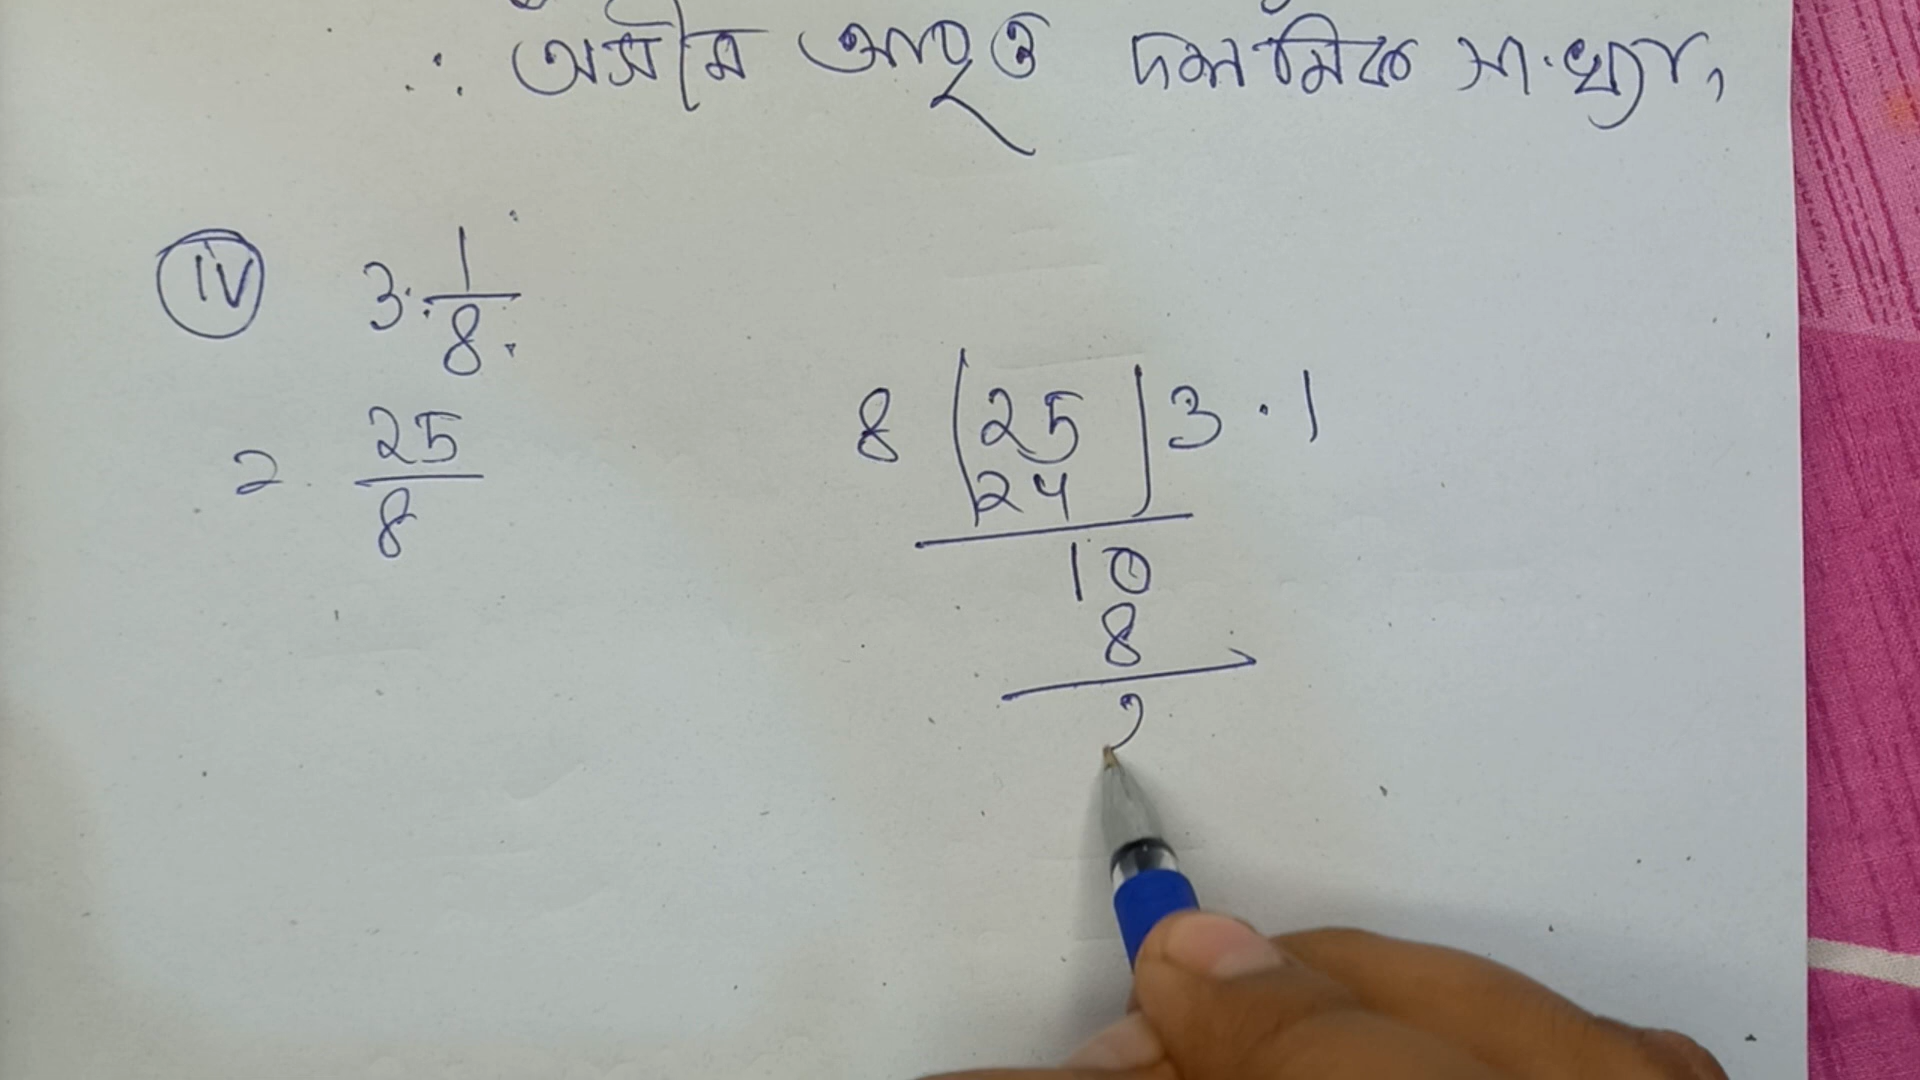 ∴ অসীম আবৃত্ত দশমিক সংখ্যা,
(iv) 3 1/8
= 25/8
8 ( 25 ) 3 . 1
24
10
8
2